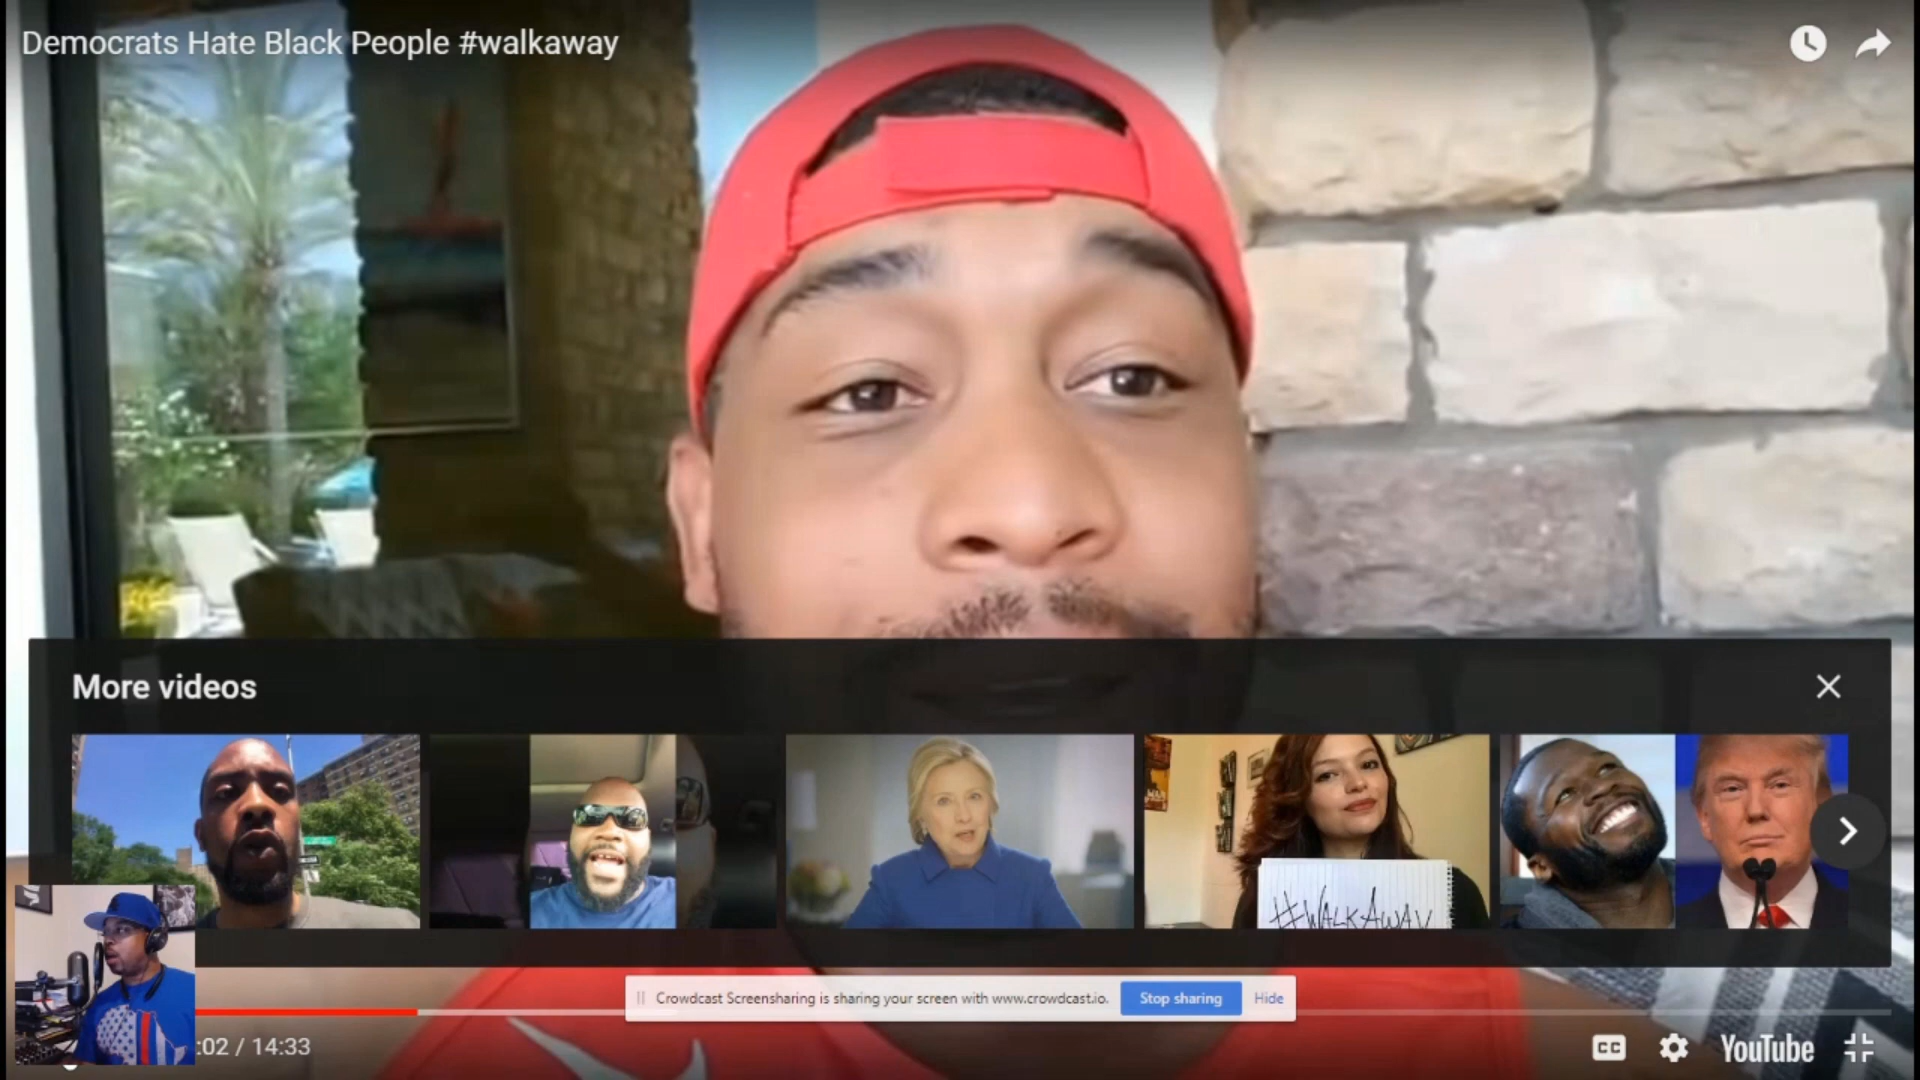 Democrats Hate Black People #walkaway
More videos
#WALKAWAY
Crowdcast Screensharing is sharing your screen with www.crowdcast.io.
Stop sharing
Hide
:02 / 14:33
CC
YouTube